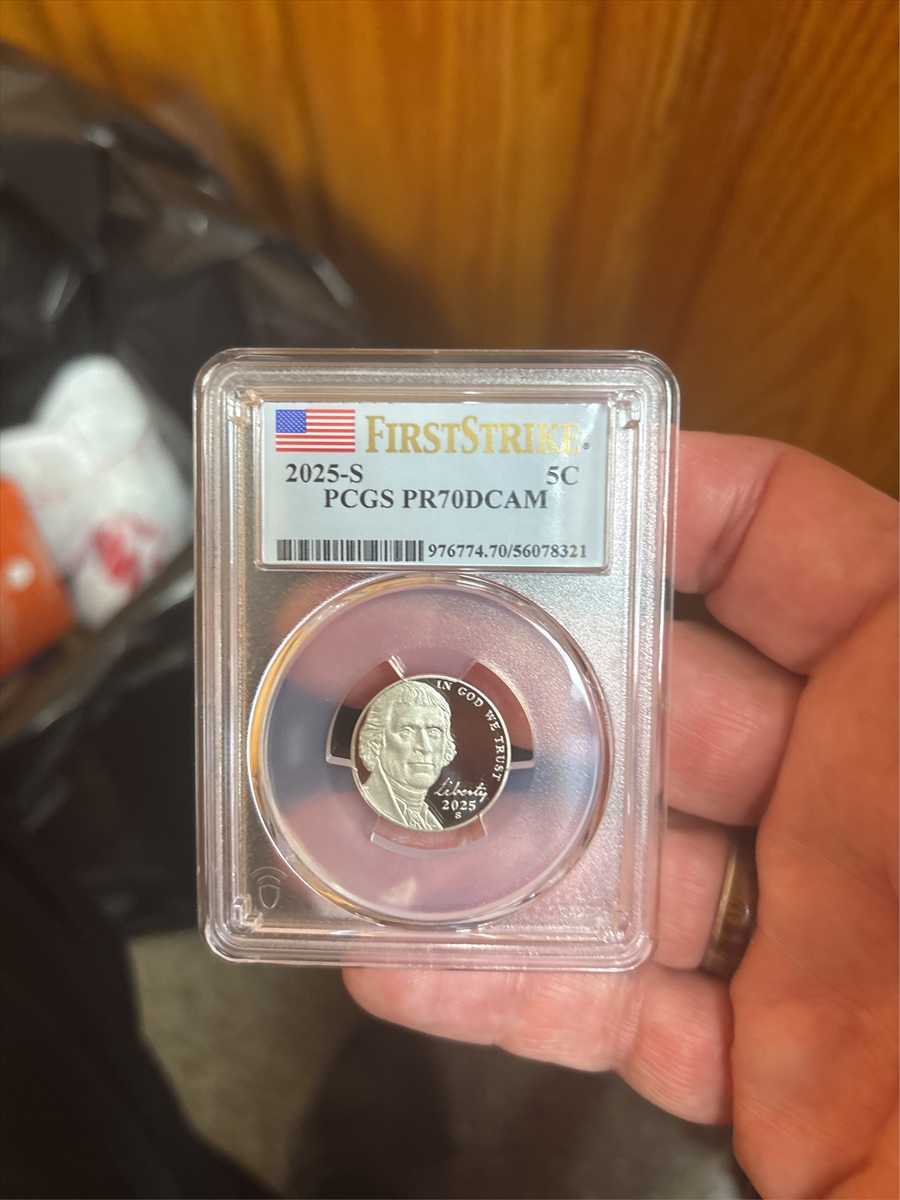 FIRSTSTRIKE®
2025-S 5C
PCGS PR70DCAM
976774.70/56078321
IN GOD WE TRUST
Liberty
2025
S